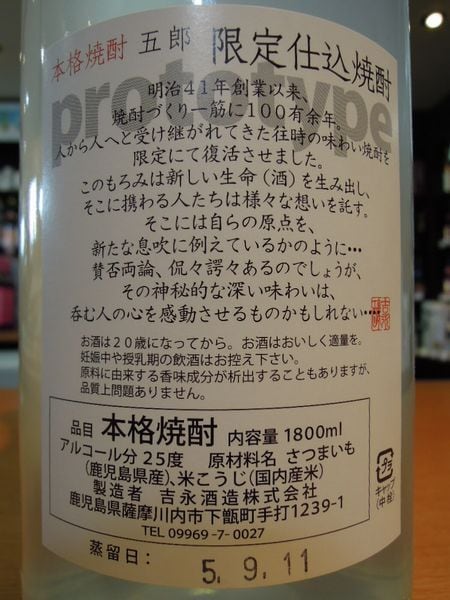 本格焼酎 五郎 限定仕込焼酎
prototype
明治41年創業以来、
焼酎づくり一筋に100有余年。
人から人へと受け継がれてきた往時の味わい焼酎を
限定にて復活させました。
このもろみは新しい生命(酒)を生み出し、
そこに携わる人たちは様々な想いを託す。
そこには自らの原点を、
新たな息吹に例えているかのように…
賛否両論、侃々諤々あるのでしょうが、
その神秘的な深い味わいは、
呑む人の心を感動させるものかもしれない…
お酒は20歳になってから。お酒はおいしく適量を。
妊娠中や授乳期の飲酒はお控え下さい。
原料に由来する香味成分が析出することもありますが、
品質上問題ありません。
品目 本格焼酎 内容量 1800ml
アルコール分 25度 原材料名 さつまいも
(鹿児島県産)、米こうじ(国内産米)
製造者 吉永酒造株式会社
鹿児島県薩摩川内市下甑町手打1239-1
TEL 09969-7-0027
プラ
キャップ
(中栓)
蒸留日: 5.9.11